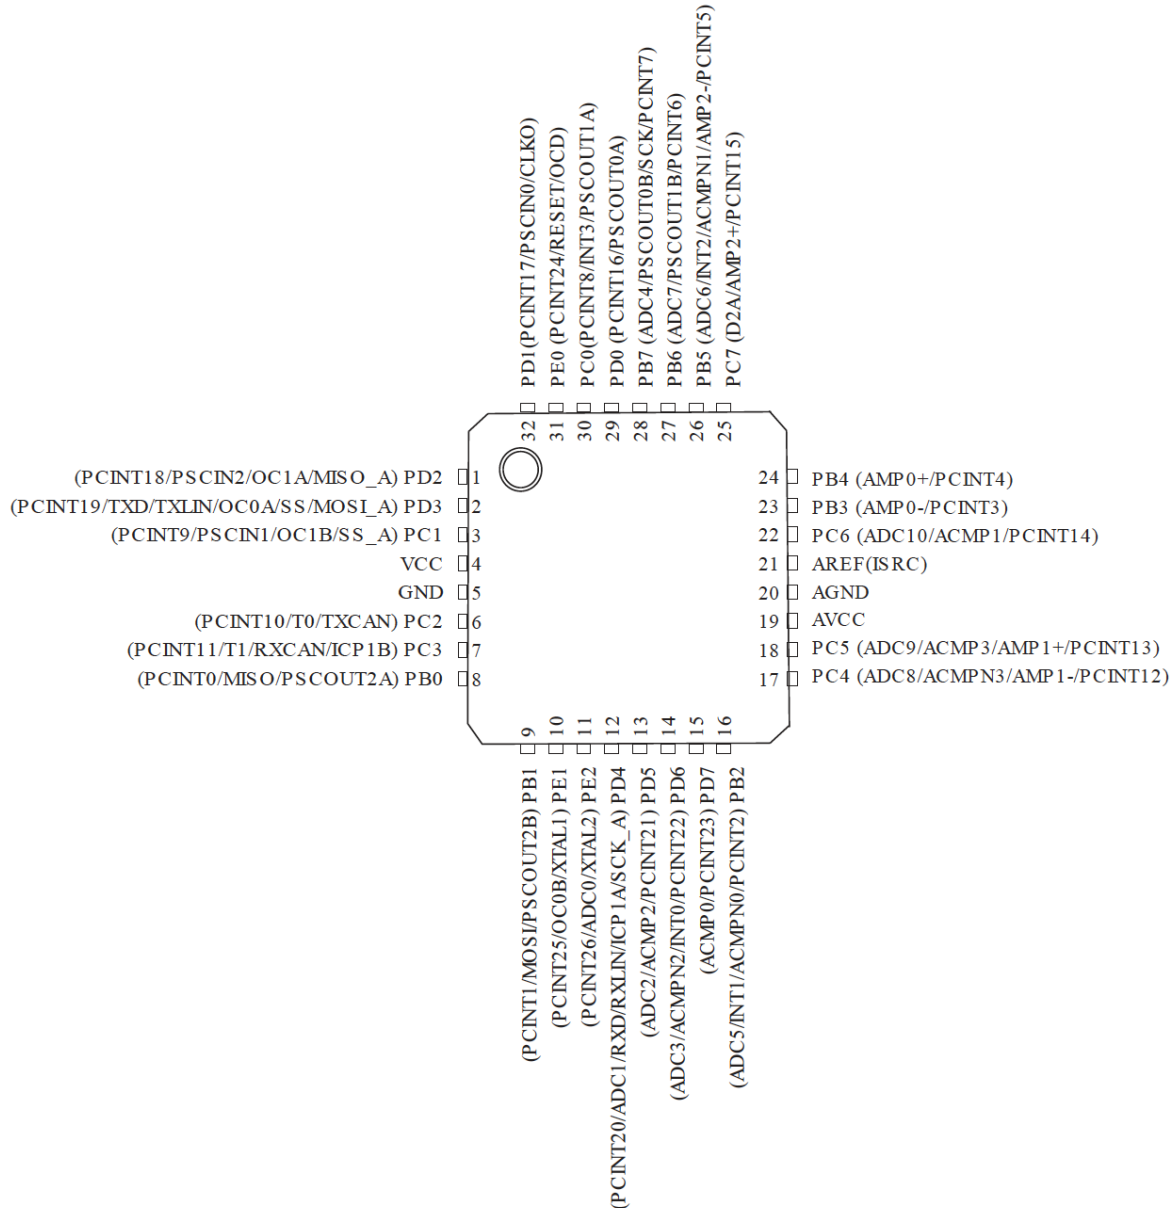 PD1(PCINT17/PSCIN0/CLKO)
PE0 (PCINT24/RESET/OCD)
PC0(PCINT8/INT3/PSCOUT1A)
PD0 (PCINT16/PSCOUT0A)
PB7 (ADC4/PSCOUT0B/SCK/PCINT7)
PB6 (ADC7/PSCOUT1B/PCINT6)
PB5 (ADC6/INT2/ACMPN1/AMP2-/PCINT5)
PC7 (D2A/AMP2+/PCINT15)
32
31
30
29
28
27
26
25
(PCINT18/PSCIN2/OC1A/MISO_A) PD2 1
(PCINT19/TXD/TXLIN/OC0A/SS/MOSI_A) PD3 2
(PCINT9/PSCIN1/OC1B/SS_A) PC1 3
VCC 4
GND 5
(PCINT10/T0/TXCAN) PC2 6
(PCINT11/T1/RXCAN/ICP1B) PC3 7
(PCINT0/MISO/PSCOUT2A) PB0 8
24 PB4 (AMP0+/PCINT4)
23 PB3 (AMP0-/PCINT3)
22 PC6 (ADC10/ACMP1/PCINT14)
21 AREF(ISRC)
20 AGND
19 AVCC
18 PC5 (ADC9/ACMP3/AMP1+/PCINT13)
17 PC4 (ADC8/ACMPN3/AMP1-/PCINT12)
9
10
11
12
13
14
15
16
(PCINT1/MOSI/PSCOUT2B) PB1
(PCINT25/OC0B/XTAL1) PE1
(PCINT26/ADC0/XTAL2) PE2
(PCINT20/ADC1/RXD/RXLIN/ICP1A/SCK_A) PD4
(ADC2/ACMP2/PCINT21) PD5
(ADC3/ACMPN2/INT0/PCINT22) PD6
(ACMP0/PCINT23) PD7
(ADC5/INT1/ACMPN0/PCINT2) PB2